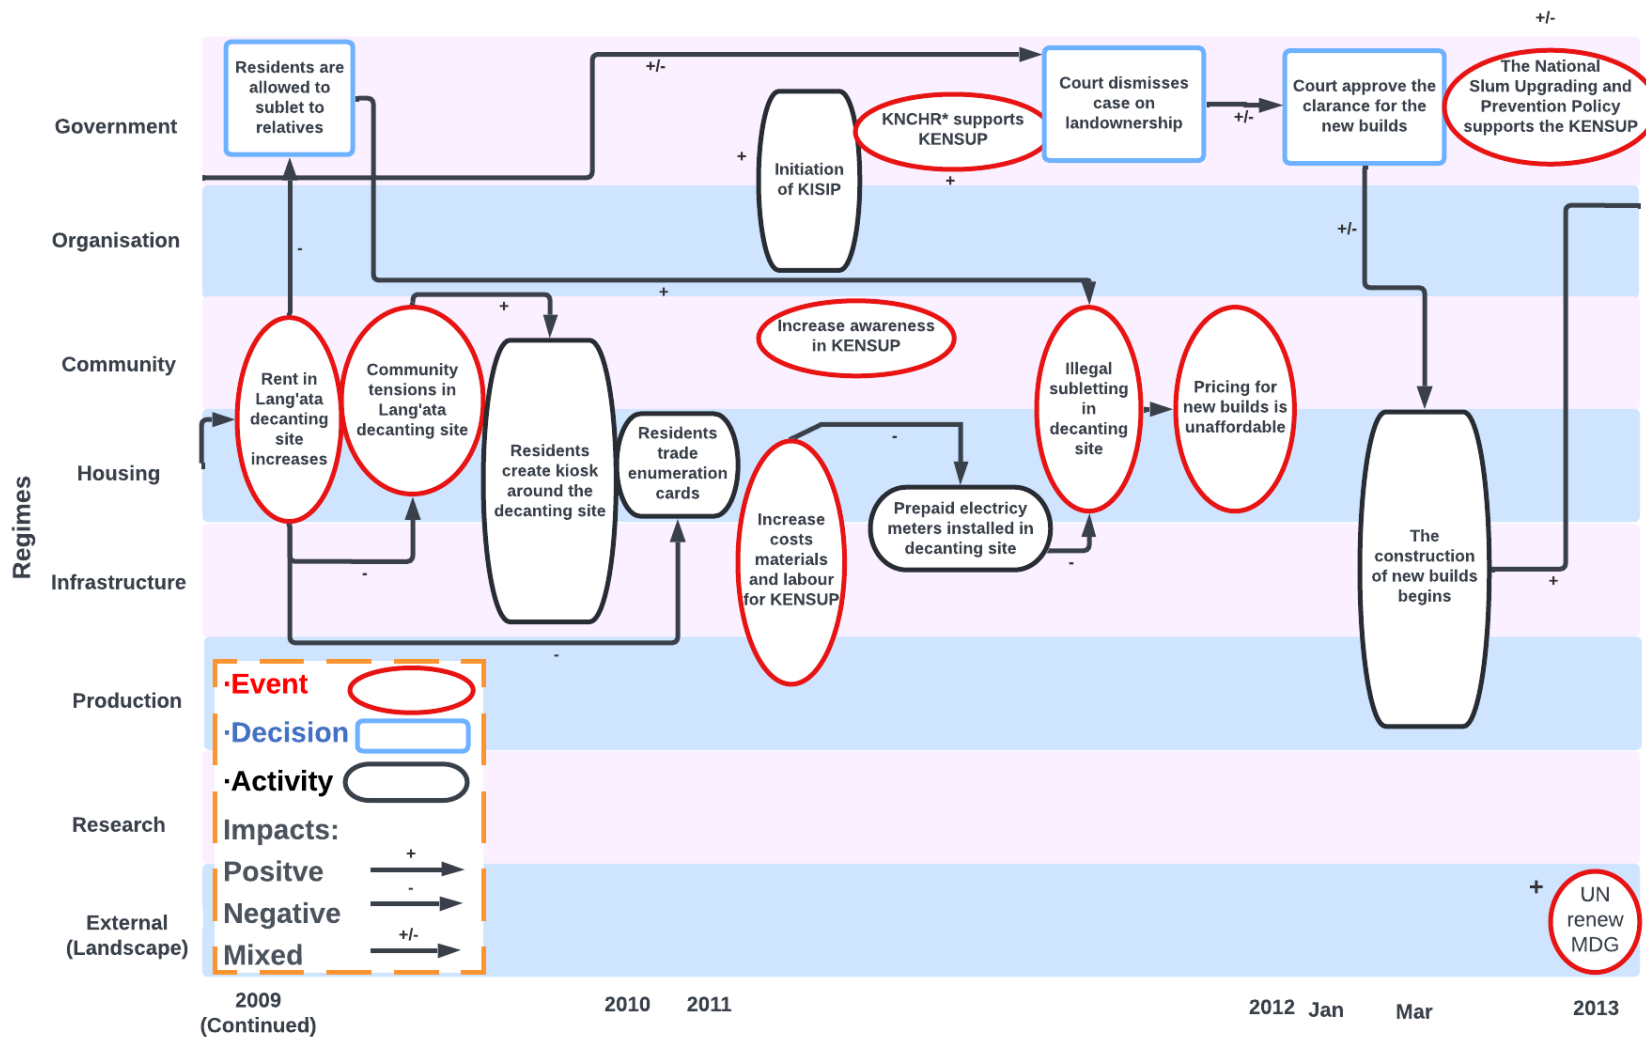 +/-
Residents are
allowed to
sublet to
relatives
+/-
Court dismisses
case on
landownership
+/-
Court approve the
clarance for the
new builds
The National
Slum Upgrading and
Prevention Policy
supports the KENSUP
Government
KNCHR* supports
KENSUP
+
+
Initiation
of KISIP
Organisation
-
+/-
+
+
Community
Increase awareness
in KENSUP
Rent in
Lang'ata
decanting
site
increases
Community
tensions in
Lang'ata
decanting site
Illegal
subletting
in
decanting
site
Pricing for
new builds is
unaffordable
Residents
create kiosk
around the
decanting site
Residents
trade
enumeration
cards
-
Housing
Regimes
Increase
costs
materials
and labour
for KENSUP
Prepaid electricy
meters installed in
decanting site
-
The
construction
of new builds
begins
+
Infrastructure
-
-
Production
·Event
·Decision
·Activity
Impacts:
Positve
+
Negative
-
Mixed
+/-
Research
External
(Landscape)
+
UN
renew
MDG
2009
(Continued)
2010
2011
2012
Jan
Mar
2013